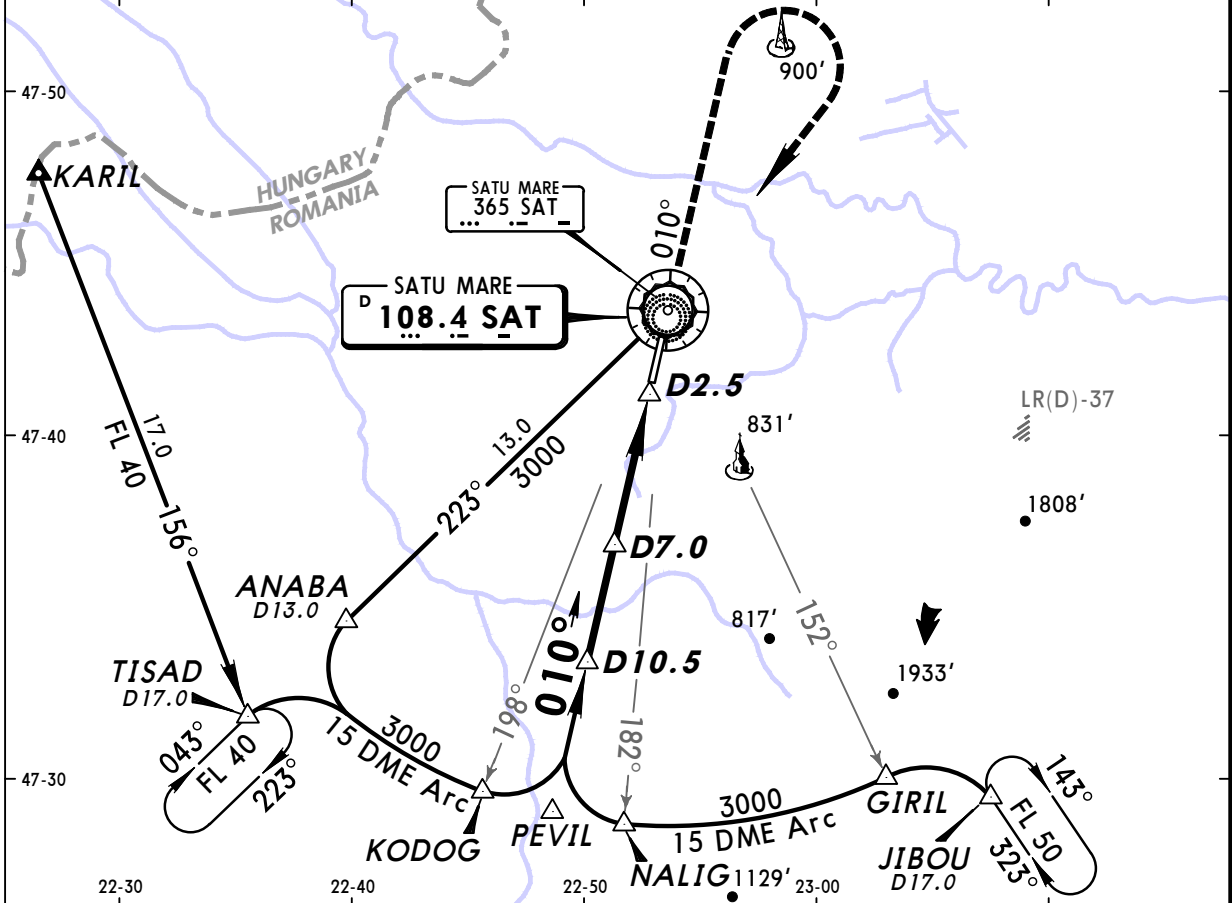 900'
47-50
KARIL
HUNGARY
ROMANIA
SATU MARE
365 SAT
010°
SATU MARE
D 108.4 SAT
D2.5
LR(D)-37
831'
47-40
17.0
FL 40
156°
13.0
3000
223°
1808'
D7.0
ANABA
D13.0
817'
152°
010°
D10.5
TISAD
D17.0
1933'
198°
182°
043°
FL 40
223°
3000
15 DME Arc
47-30
KODOG
PEVIL
3000
15 DME Arc
GIRIL
143°
FL 50
323°
JIBOU
D17.0
NALIG
1129'
22-30
22-40
22-50
23-00